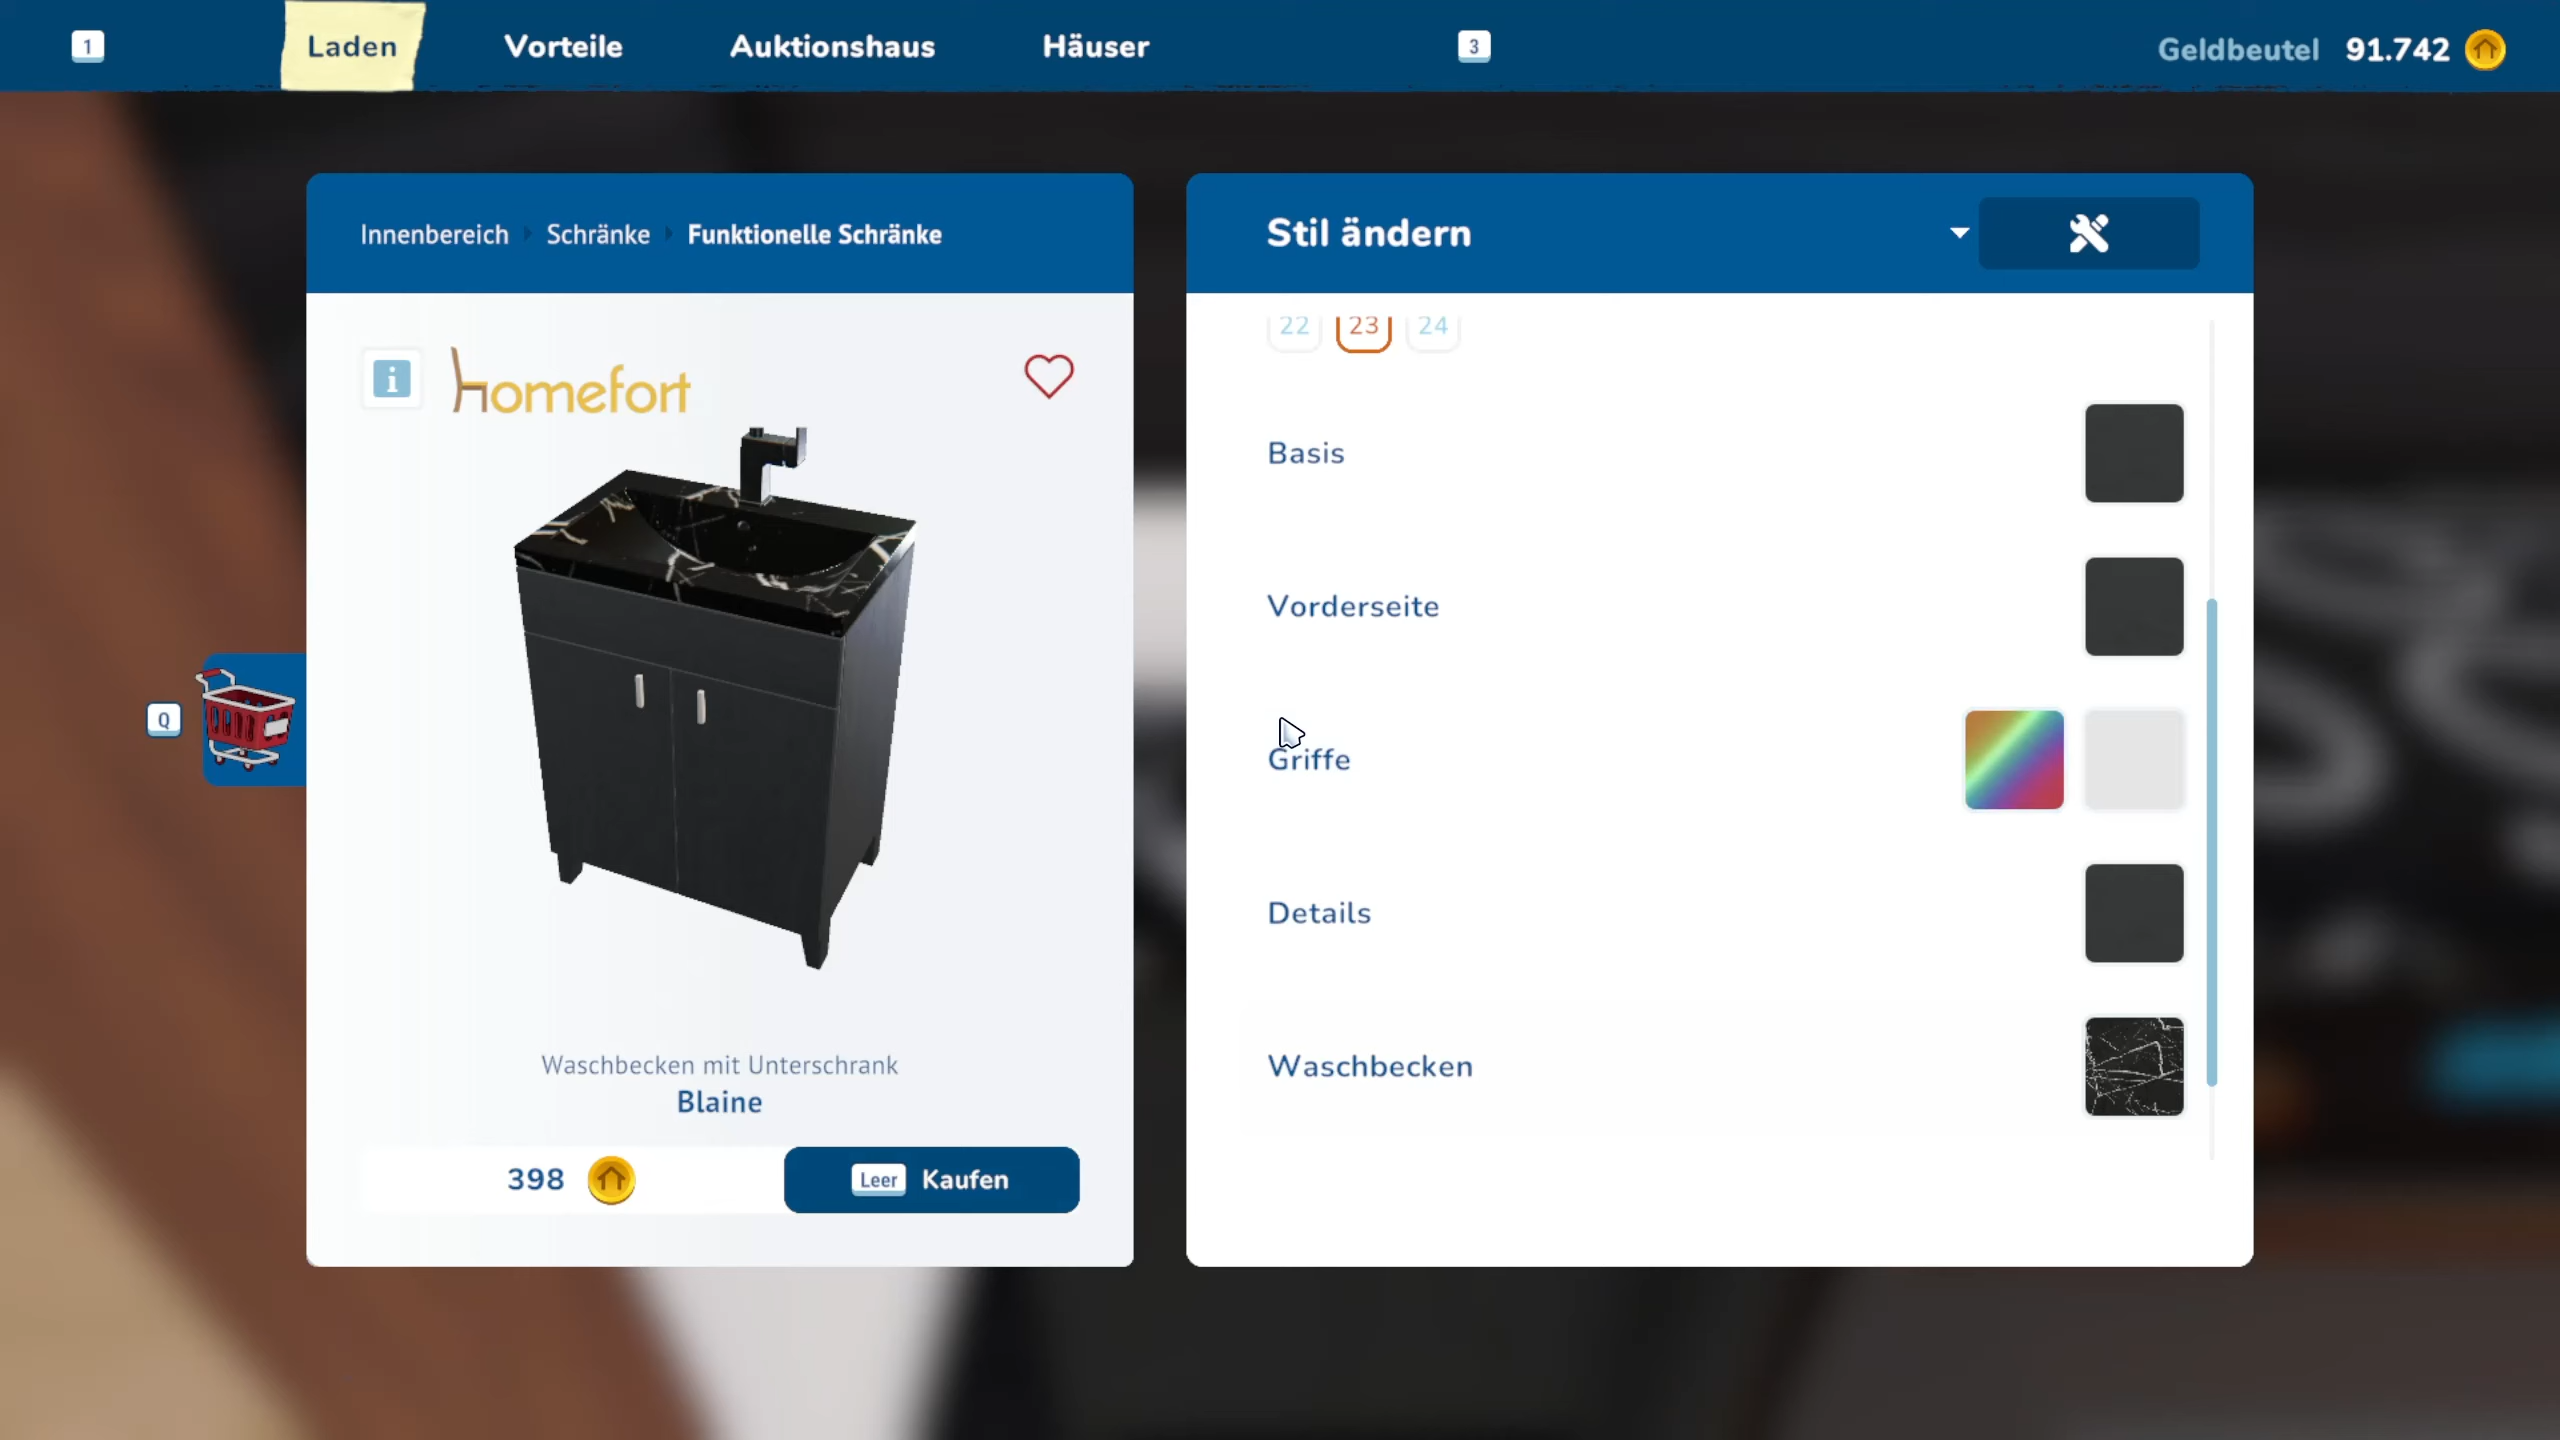 1
Laden
Vorteile
Auktionshaus
Häuser
3
Geldbeutel 91.742
Innenbereich Schränke Funktionelle Schränke
i
homefort
Q
Waschbecken mit Unterschrank
Blaine
398
Leer Kaufen
Stil ändern
22 23 24
Basis
Vorderseite
Griffe
Details
Waschbecken